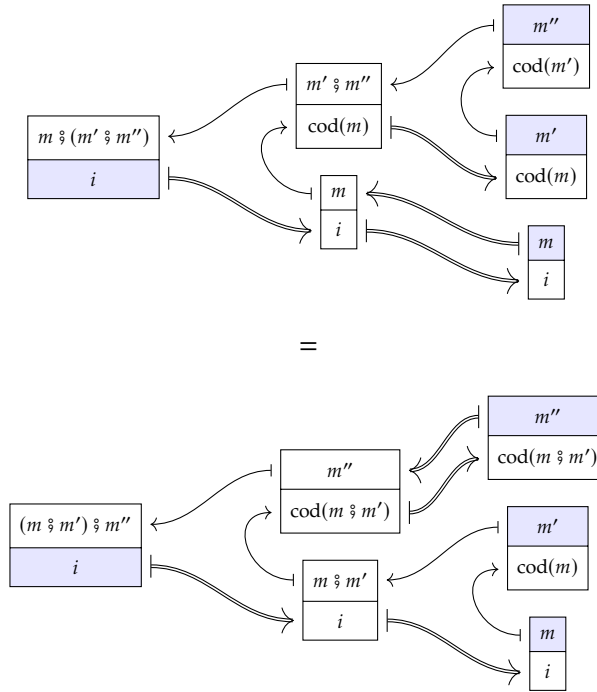 m″
cod(m′)
m′ ⨟ m″
cod(m)
m′
cod(m)
m ⨟ (m′ ⨟ m″)
i
m
i
m
i
=
m″
cod(m ⨟ m′)
m″
cod(m ⨟ m′)
(m ⨟ m′) ⨟ m″
i
m′
cod(m)
m ⨟ m′
i
m
i